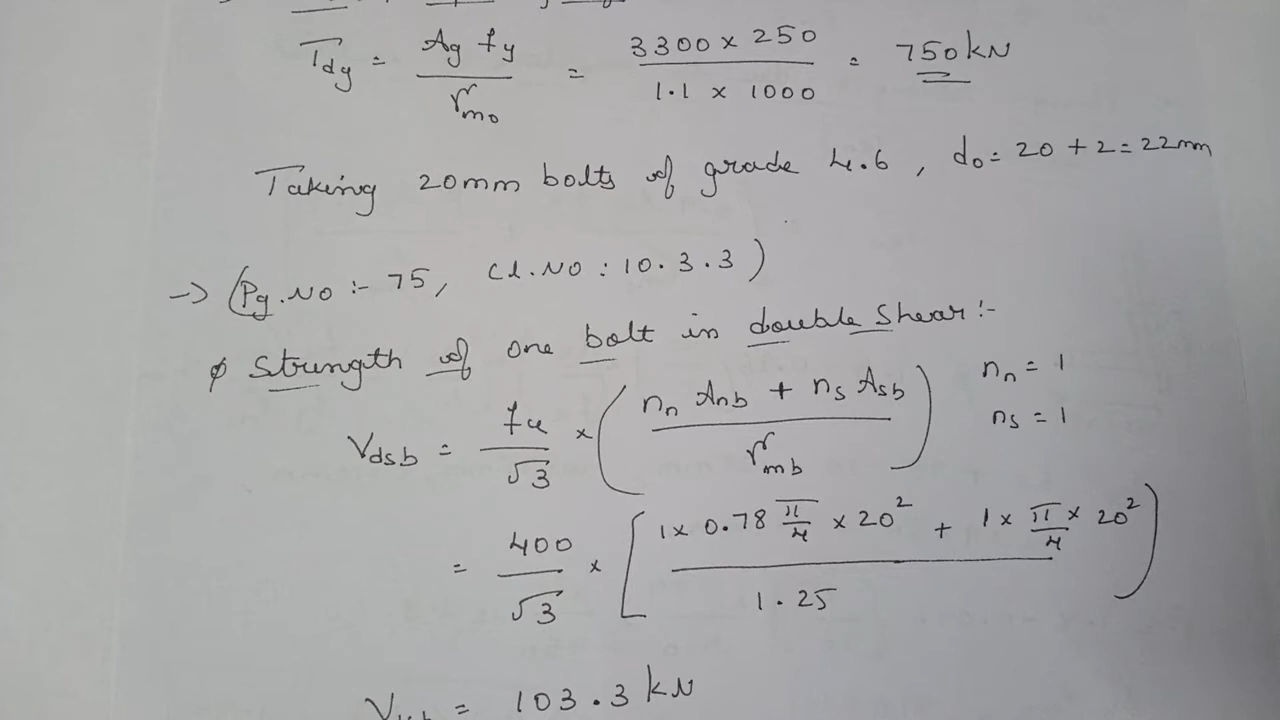 Tdg = Ag fy / γmo = 3300 x 250 / 1.1 x 1000 = 750 kN
Taking 20mm bolts of grade 4.6, do = 20 + 2 = 22mm
-> (Pg.No :- 75, Cl.No : 10.3.3)
Strength of one bolt in double Shear :-
Vdsb = fu / √3 x ( nn Anb + ns Asb / γmb ) nn = 1
ns = 1
= 400 / √3 x [ 1 x 0.78 π/4 x 20² + 1 x π/4 x 20² / 1.25 )
= 103.3 kN